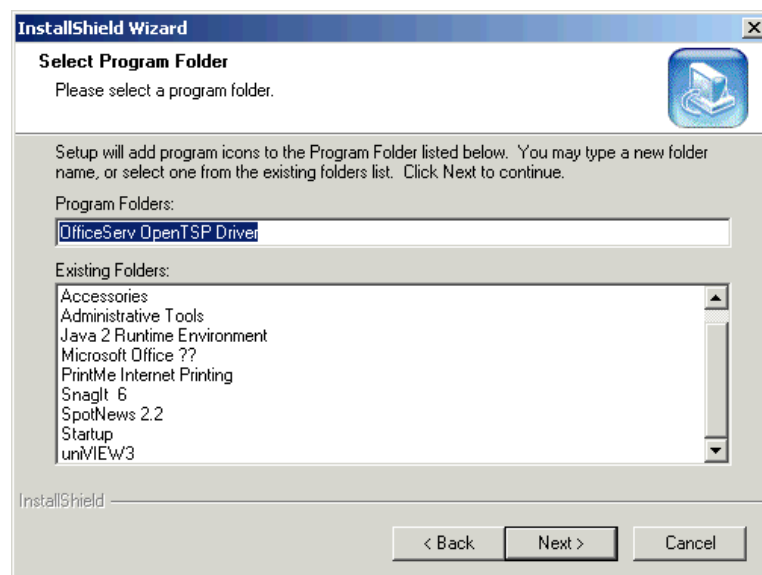 InstallShield Wizard
Select Program Folder
Please select a program folder.
Setup will add program icons to the Program Folder listed below. You may type a new folder
name, or select one from the existing folders list. Click Next to continue.
Program Folders:
OfficeServ OpenTSP Driver
Existing Folders:
Accessories
Administrative Tools
Java 2 Runtime Environment
Microsoft Office ??
PrintMe Internet Printing
SnagIt 6
SpotNews 2.2
Startup
uniVIEW3
InstallShield
< Back
Next >
Cancel